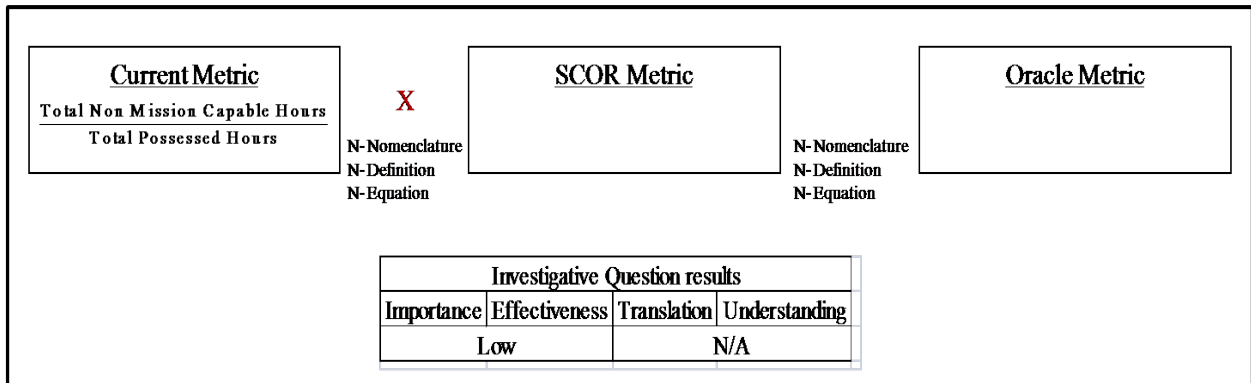 Current Metric
Total Non Mission Capable Hours
Total Possessed Hours
X
N-Nomenclature
N-Definition
N-Equation
SCOR Metric
N-Nomenclature
N-Definition
N-Equation
Oracle Metric
Investigative Question results
Importance Effectiveness Translation Understanding
Low N/A